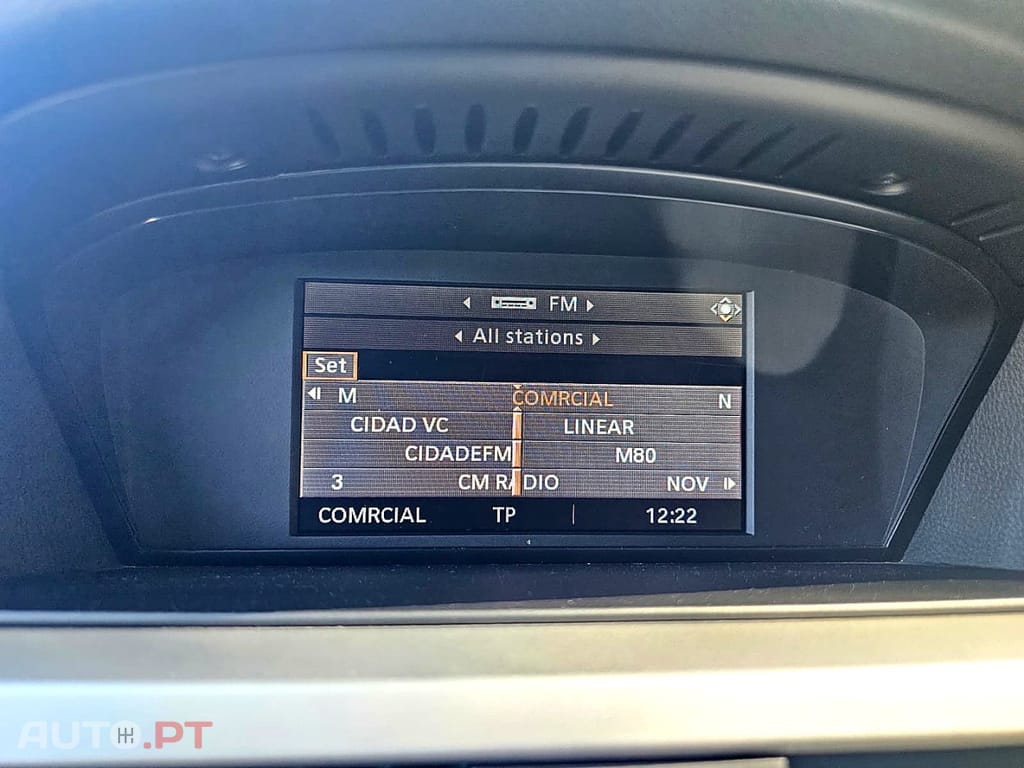 FM
All stations
Set
M COMRCIAL N
CIDAD VC LINEAR
CIDADEFM M80
3 CM RADIO NOV
COMRCIAL TP 12:22
AUTO.PT